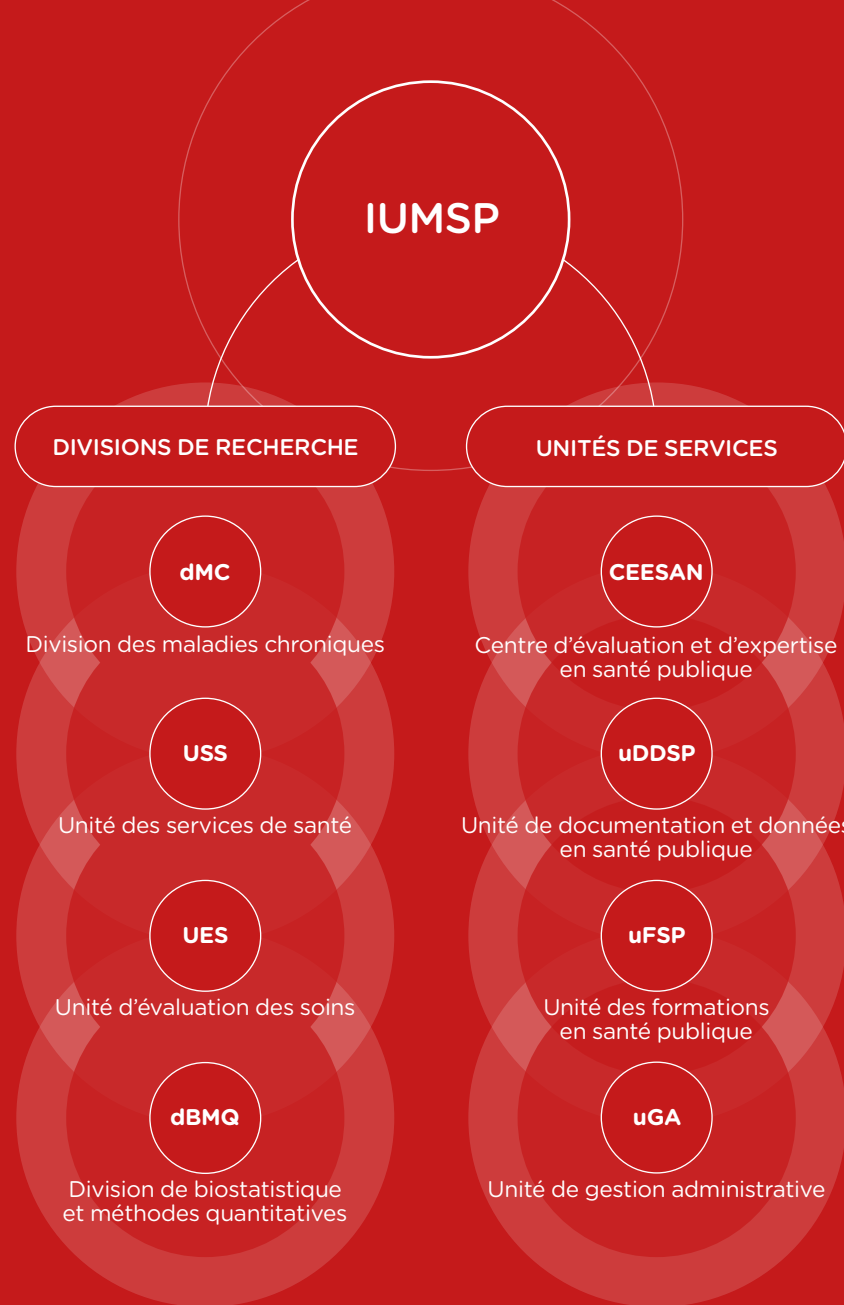 IUMSP
DIVISIONS DE RECHERCHE
dMC
Division des maladies chroniques
USS
Unité des services de santé
UES
Unité d'évaluation des soins
dBMQ
Division de biostatistique
et méthodes quantitatives
UNITÉS DE SERVICES
CEESAN
Centre d'évaluation et d'expertise
en santé publique
uDDSP
Unité de documentation et données
en santé publique
uFSP
Unité des formations
en santé publique
uGA
Unité de gestion administrative